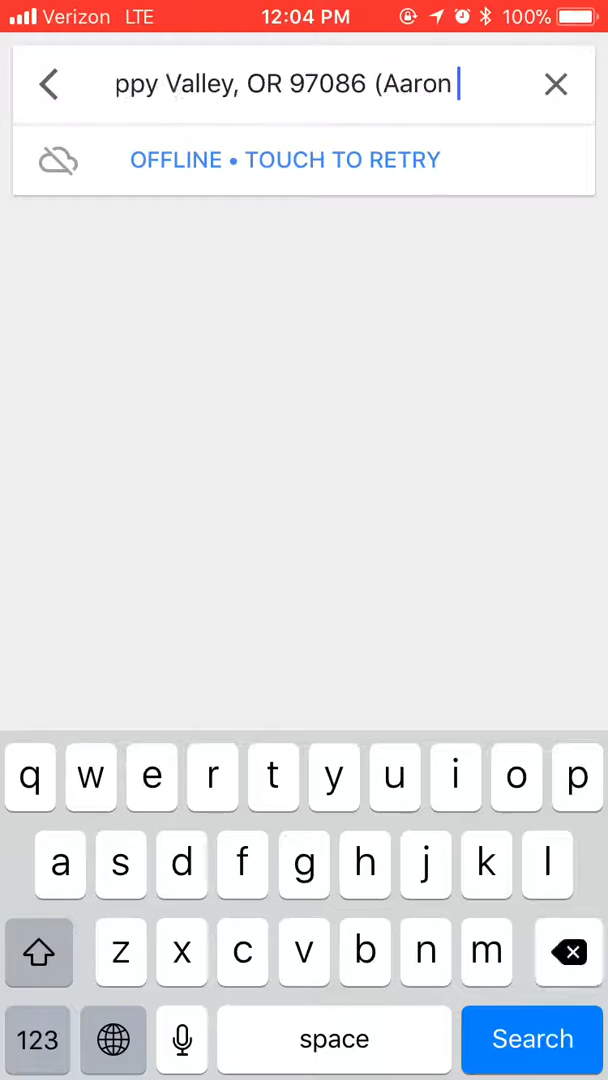 Verizon LTE 12:04 PM 100%
ppy Valley, OR 97086 (Aaron
OFFLINE • TOUCH TO RETRY
q w e r t y u i o p
a s d f g h j k l
z x c v b n m
123 space Search